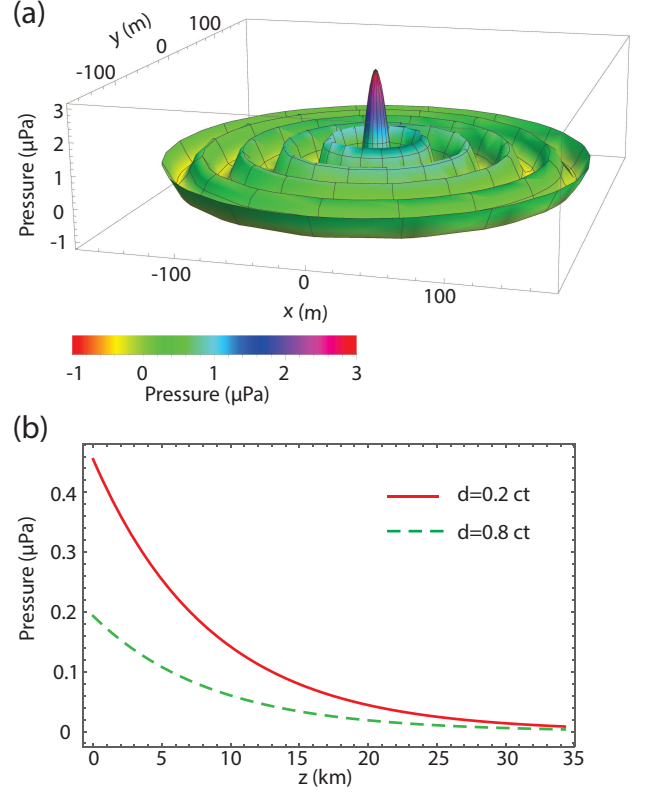 (a)
y (m)
-100
0
100
3
2
1
0
-1
Pressure (μPa)
-100
0
100
x (m)
-1 0 1 2 3
Pressure (μPa)
(b)
0.4
0.3
0.2
0.1
0
Pressure (μPa)
d=0.2 ct
d=0.8 ct
0 5 10 15 20 25 30 35
z (km)